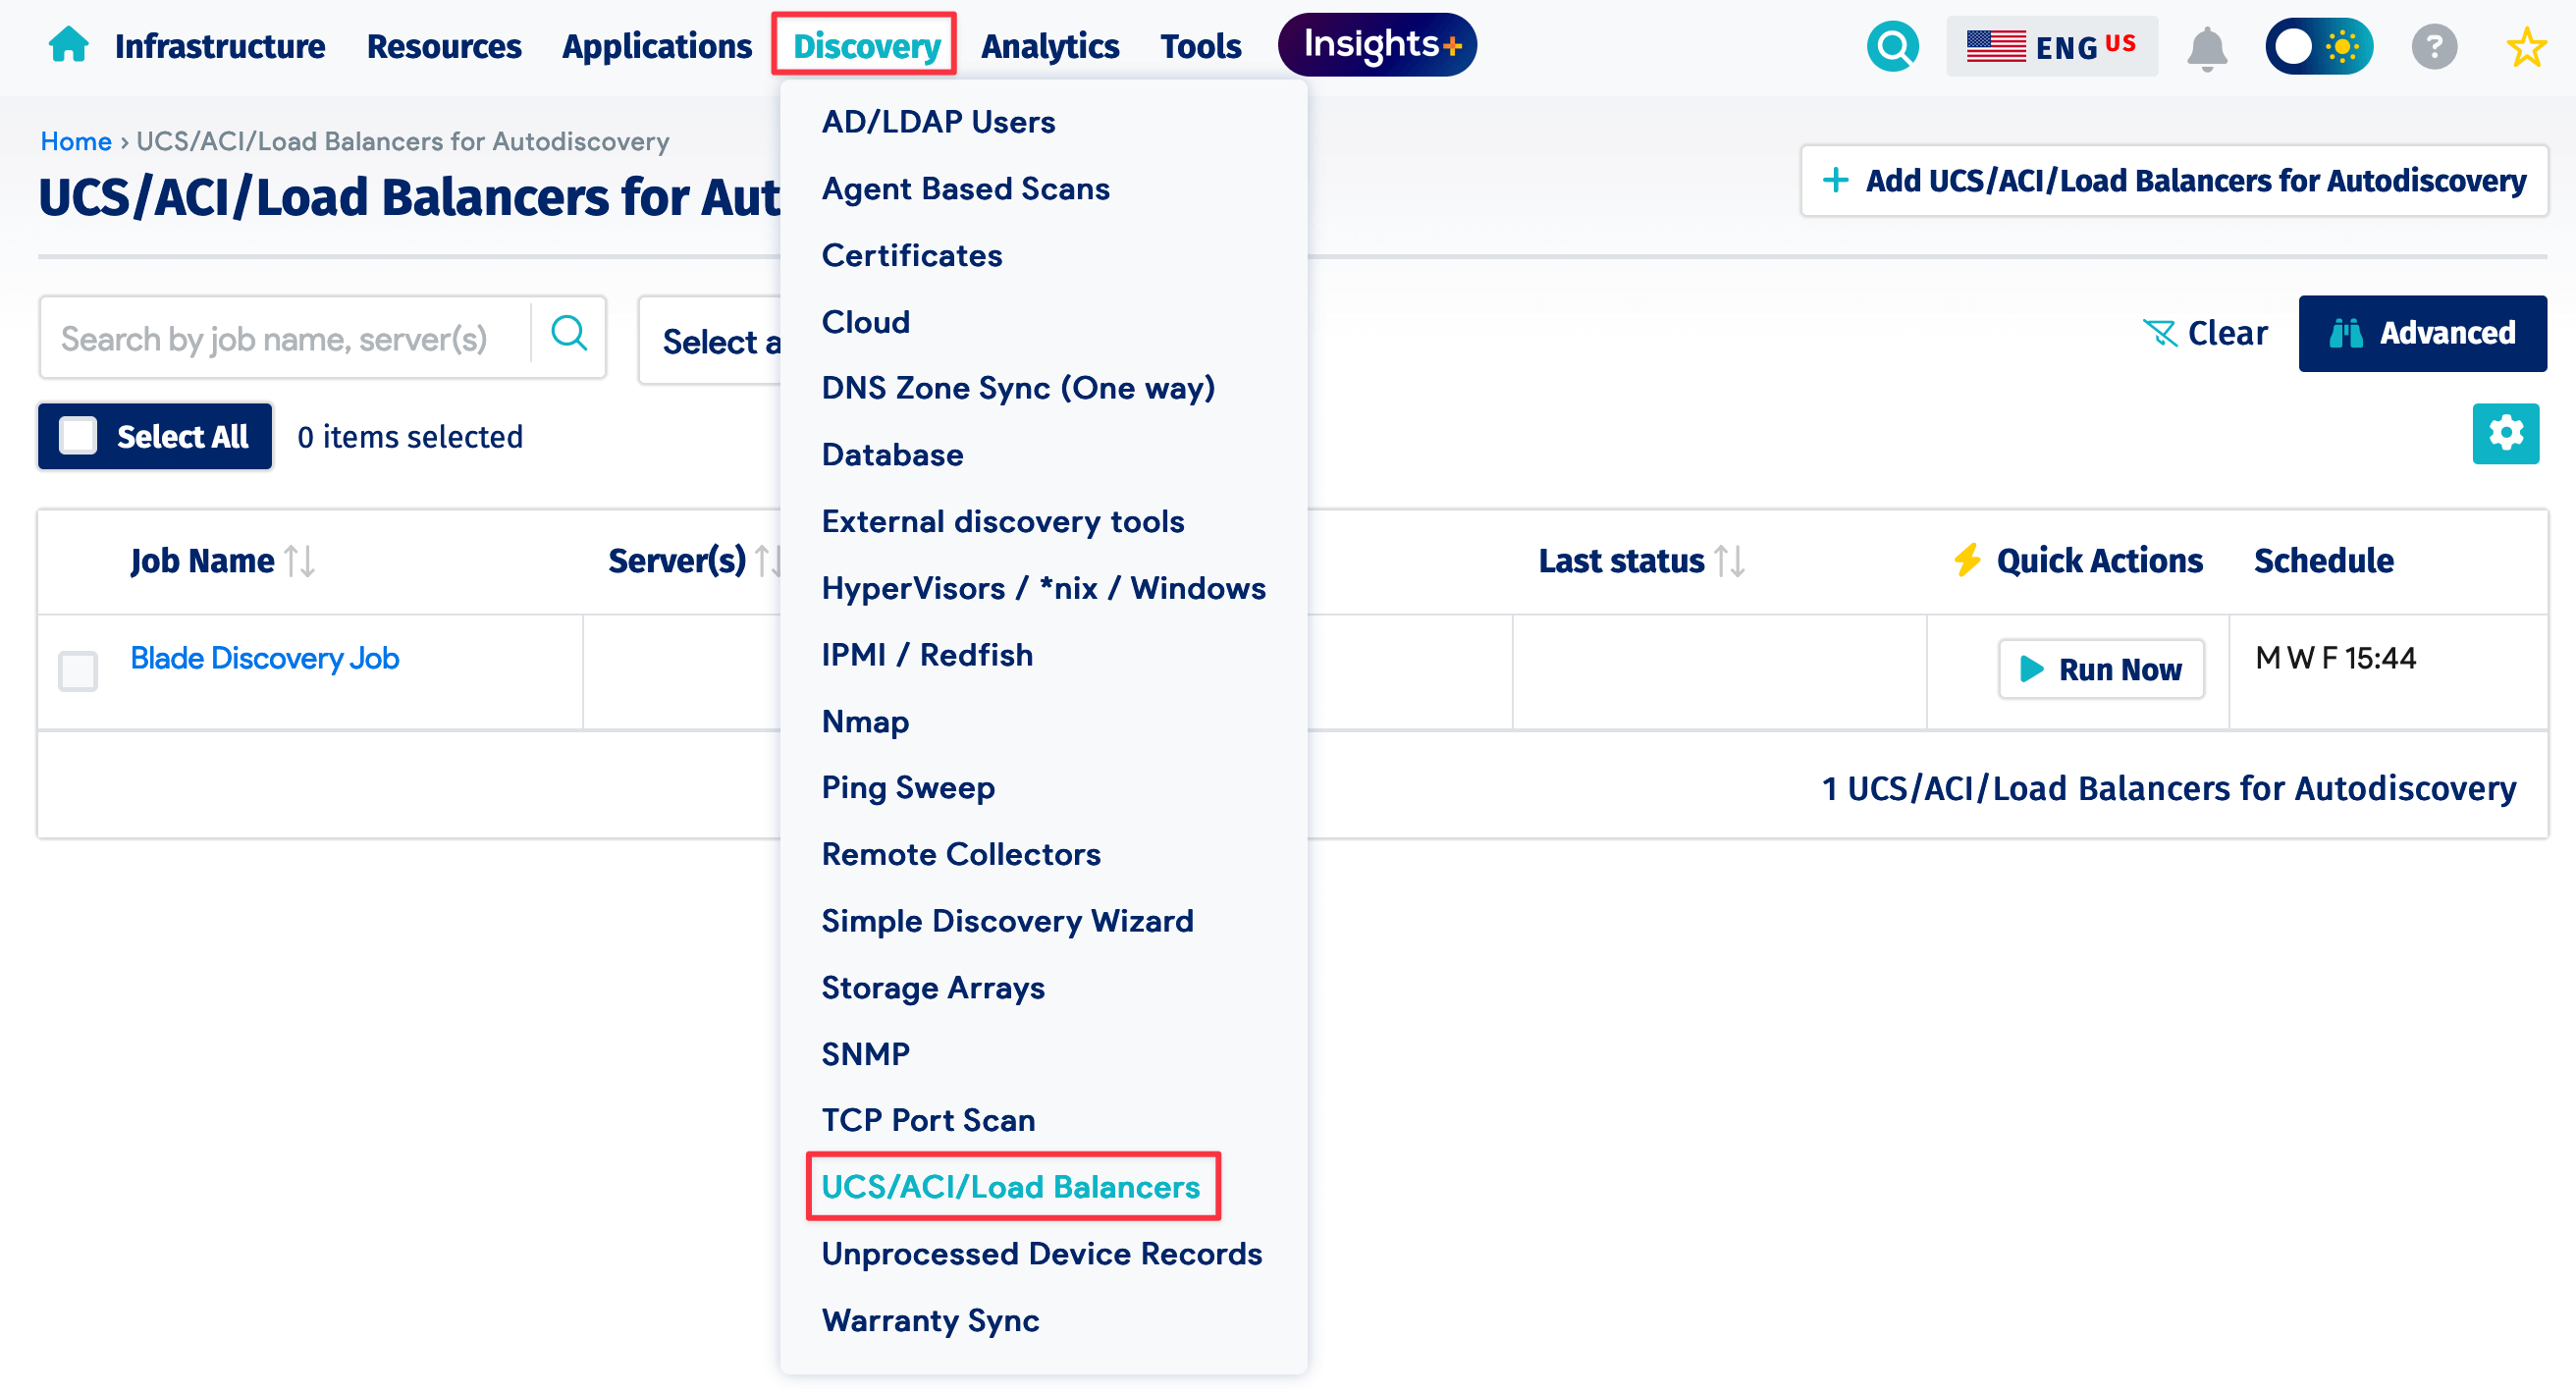 Infrastructure Resources Applications Discovery Analytics Tools Insights+ ENG US ?
Home › UCS/ACI/Load Balancers for Autodiscovery
UCS/ACI/Load Balancers for Aut
+ Add UCS/ACI/Load Balancers for Autodiscovery
Search by job name, server(s)
Select a
Clear
Advanced
Select All
0 items selected
Job Name
Server(s)
Last status
Quick Actions
Schedule
Blade Discovery Job
Run Now
M W F 15:44
1 UCS/ACI/Load Balancers for Autodiscovery
AD/LDAP Users
Agent Based Scans
Certificates
Cloud
DNS Zone Sync (One way)
Database
External discovery tools
HyperVisors / *nix / Windows
IPMI / Redfish
Nmap
Ping Sweep
Remote Collectors
Simple Discovery Wizard
Storage Arrays
SNMP
TCP Port Scan
UCS/ACI/Load Balancers
Unprocessed Device Records
Warranty Sync